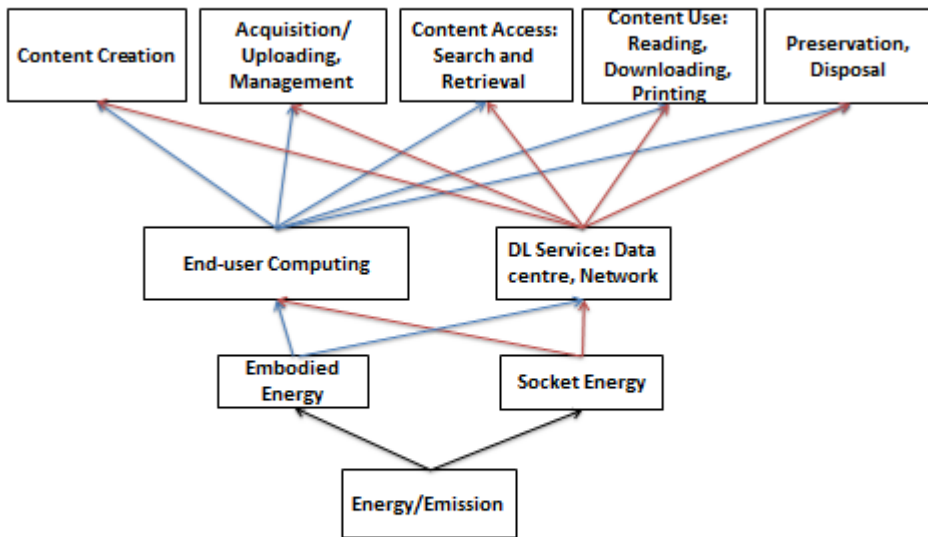 Content Creation
Acquisition/
Uploading,
Management
Content Access:
Search and
Retrieval
Content Use:
Reading,
Downloading,
Printing
Preservation,
Disposal
End-user Computing
DL Service: Data
centre, Network
Embodied
Energy
Socket Energy
Energy/Emission